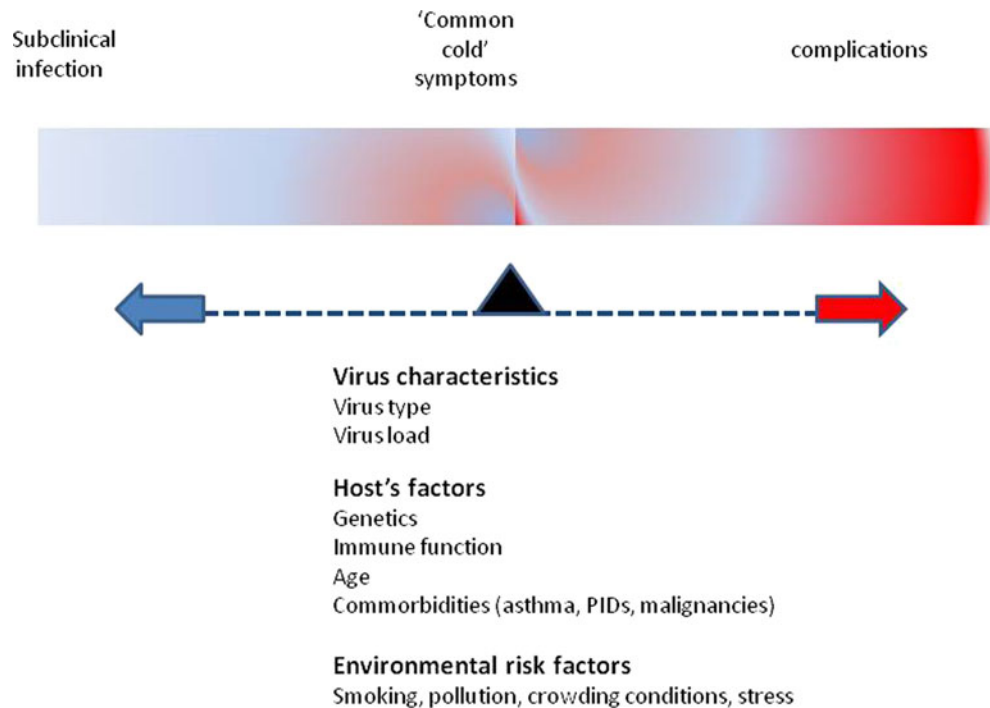 Subclinical
infection
‘Common
cold’
symptoms
complications
Virus characteristics
Virus type
Virus load
Host’s factors
Genetics
Immune function
Age
Commorbidities (asthma, PIDs, malignancies)
Environmental risk factors
Smoking, pollution, crowding conditions, stress